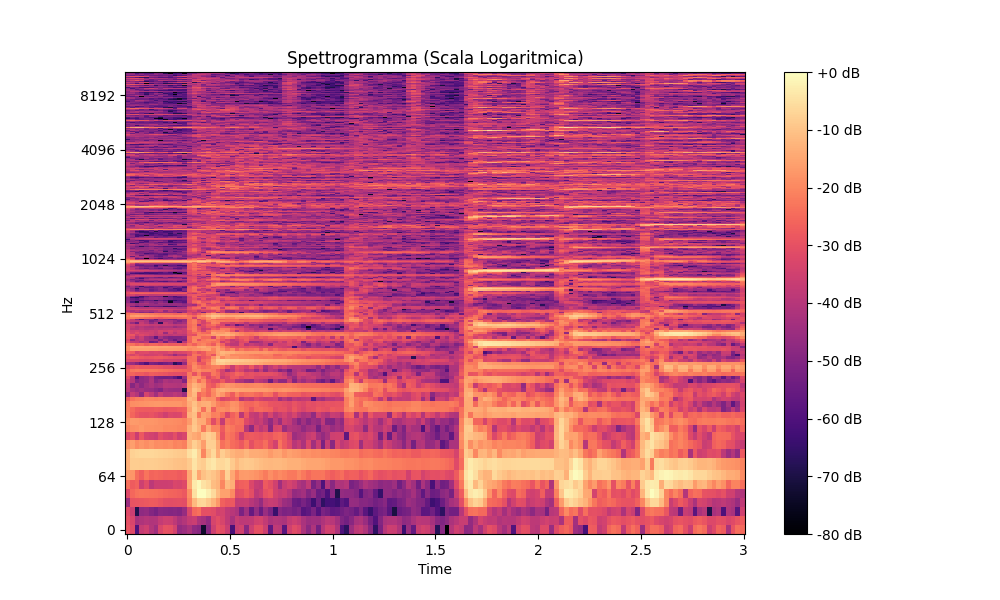 Spettrogramma (Scala Logaritmica)
8192
4096
2048
1024
512
256
128
64
0
Hz
0
0.5
1
1.5
2
2.5
3
Time
+0 dB
-10 dB
-20 dB
-30 dB
-40 dB
-50 dB
-60 dB
-70 dB
-80 dB